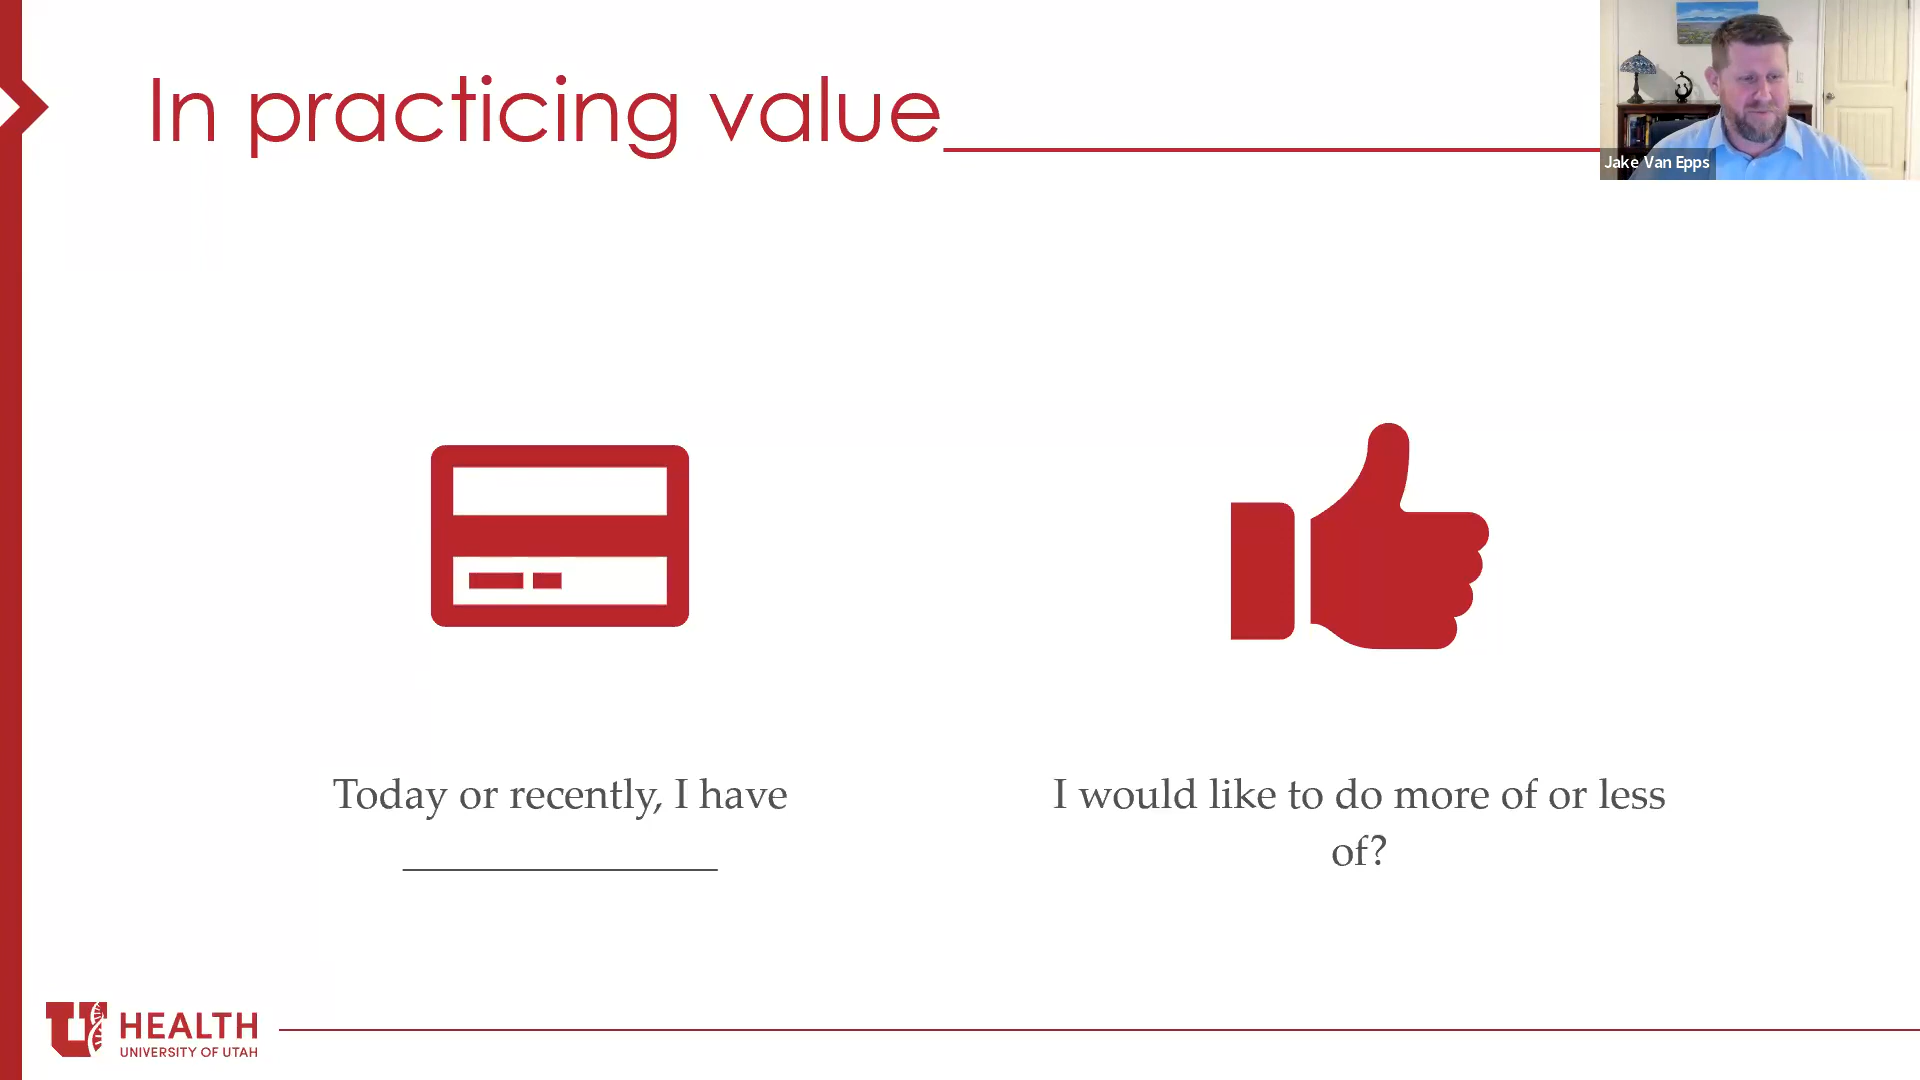 In practicing value
Jake Van Epps
Today or recently, I have
_______________
I would like to do more of or less
of?
U HEALTH
UNIVERSITY OF UTAH